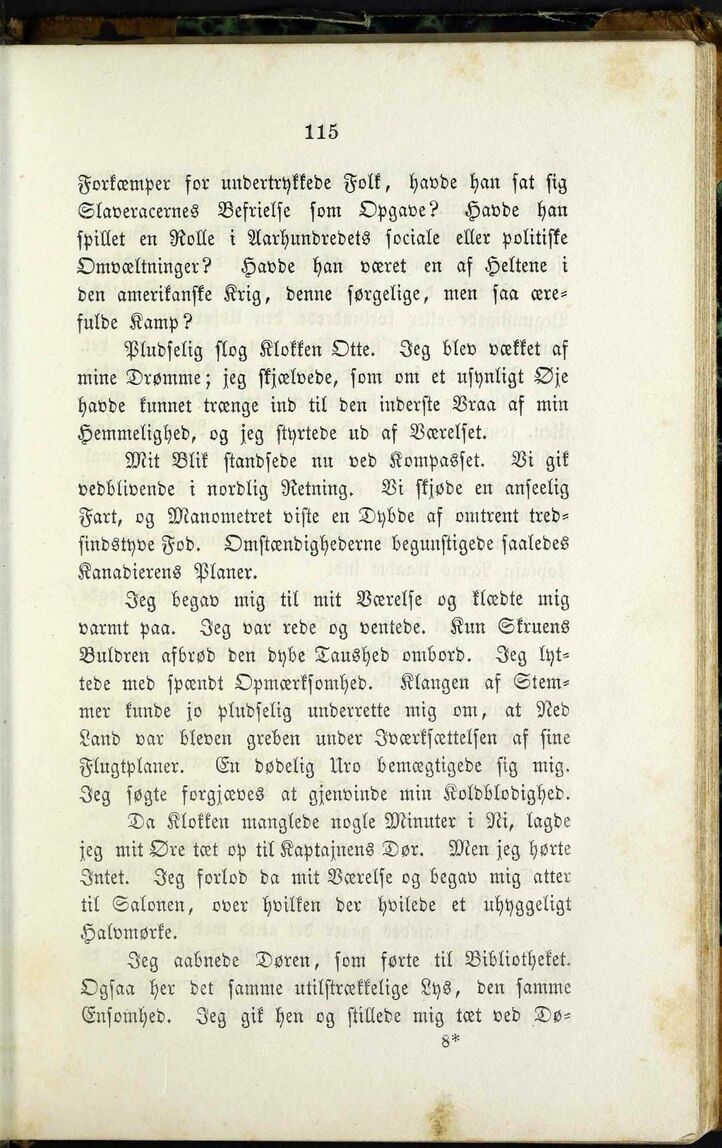 115
Forkæmper for undertrykkede Folk, havde han sat sig
Slaveracernes Befrielse som Opgave? Havde han
spillet en Rolle i Aarhundredets sociale eller politiske
Omvæltninger? Havde han været en af Heltene i
den amerikanske Krig, denne sørgelige, men saa ære-
fulde Kamp?
Pludselig slog Klokken Otte. Jeg blev vækket af
mine Drømme; jeg skjælvede, som om et usynligt Øje
havde kunnet trænge ind til den inderste Vraa af min
Hemmelighed, og jeg styrtede ud af Værelset.
Mit Blik standsede nu ved Kompasset. Vi gik
vedblivende i nordlig Retning. Vi skjøde en anseelig
Fart, og Manometret viste en Dybde af omtrent tred-
sindstyve Fod. Omstændighederne begunstigede saaledes
Kanadierens Planer.
Jeg begav mig til mit Værelse og klædte mig
varmt paa. Jeg var rede og ventede. Kun Skruens
Buldren afbrød den dybe Taushed ombord. Jeg lyt-
tede med spændt Opmærksomhed. Klangen af Stem-
mer kunde jo pludselig underrette mig om, at Ned
Land var bleven greben under Iværksættelsen af sine
Flugtplaner. En dødelig Uro bemægtigede sig mig.
Jeg søgte forgjæves at gjenvinde min Koldblodighed.
Da Klokken manglede nogle Minuter i Ni, lagde
jeg mit Øre tæt op til Kaptajnens Dør. Men jeg hørte
Intet. Jeg forlod da mit Værelse og begav mig atter
til Salonen, over hvilken der hvilede et uhyggeligt
Halvmørke.
Jeg aabnede Døren, som førte til Bibliotheket.
Ogsaa her det samme utilstrækkelige Lys, den samme
Ensomhed. Jeg gik hen og stillede mig tæt ved Dø-
8*